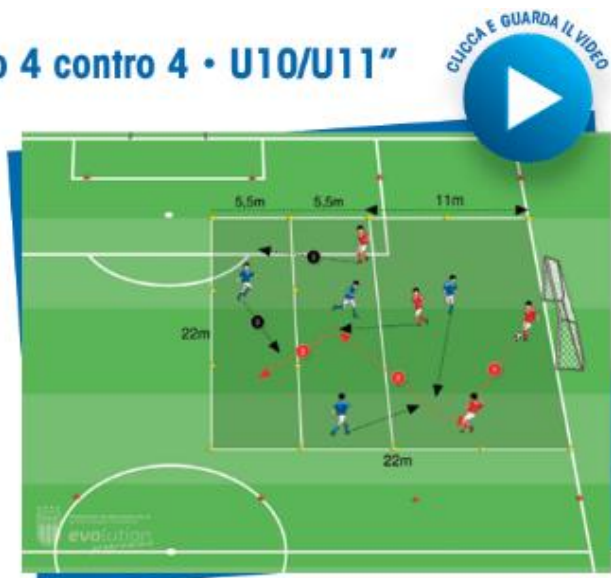 o 4 contro 4 • U10/U11”
CLICCA E GUARDA IL VIDEO
5,5m 5,5m 11m
22m
22m
evolution